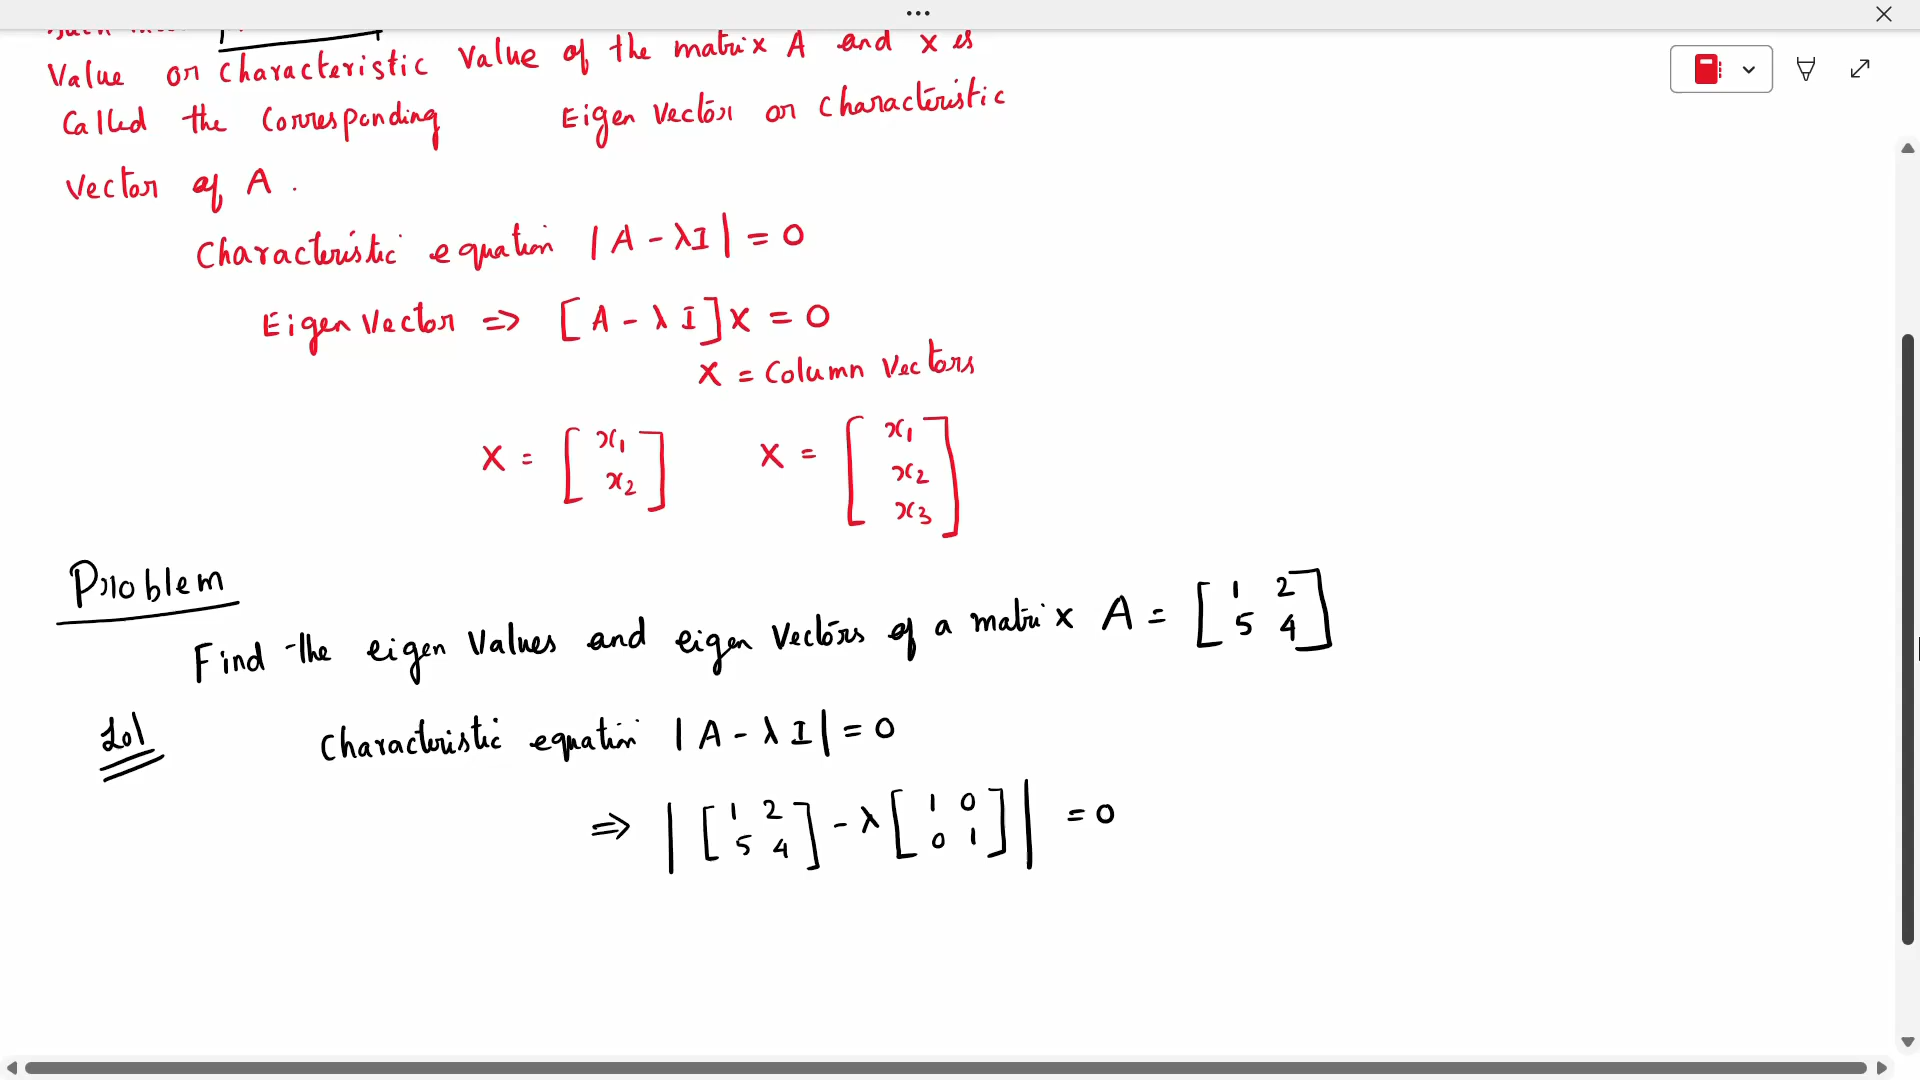 Value or characteristic value of the matrix A and x is
Called the Corresponding Eigen vector or characteristic
Vector of A.
Characteristic equation |A - λI| = 0
Eigen Vector => [A - λI]X = 0
X = Column Vectors
X = [x1 x2] X = [x1 x2 x3]
Problem
Find the eigen values and eigen vectors of a matrix A = [1 2 5 4]
Sol Characteristic equation |A - λI| = 0
=> |[1 2 5 4] - λ[1 0 0 1]| = 0